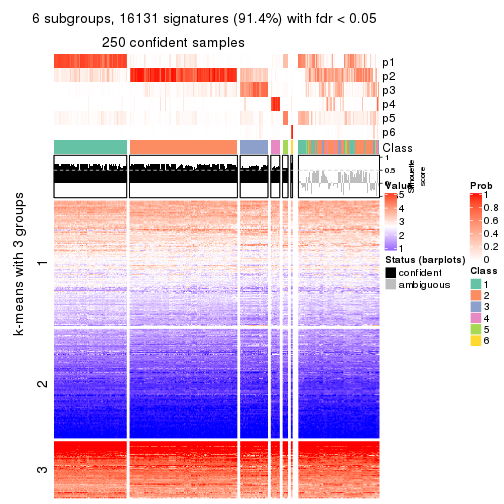 6 subgroups, 16131 signatures (91.4%) with fdr < 0.05
250 confident samples
p1
p2
p3
p4
p5
p6
Class
1
0.5
0
Silhouette
score
k-means with 3 groups
1
2
3
Value
5
4
3
2
1
Status (barplots)
confident
ambiguous
Prob
1
0.8
0.6
0.4
0.2
0
Class
1
2
3
4
5
6